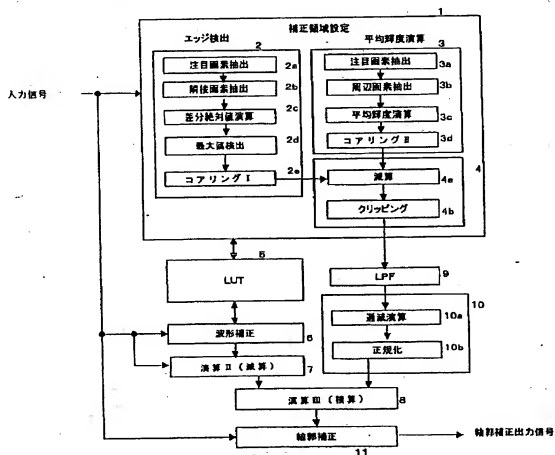 1
補正領域設定
エッジ検出
2
注目画素抽出
2a
隣接画素抽出
2b
差分絶対値演算
2c
最大値検出
2d
コアリングⅠ
2e
平均輝度演算
3
注目画素抽出
3a
周辺画素抽出
3b
平均輝度演算
3c
コアリングⅡ
3d
4
減算
4a
クリッピング
4b
入力信号
5
LUT
LPF
9
10
逓減演算
10a
正規化
10b
波形補正
6
演算Ⅱ(減算)
7
演算Ⅲ(積算)
8
輪郭補正
11
輪郭補正出力信号